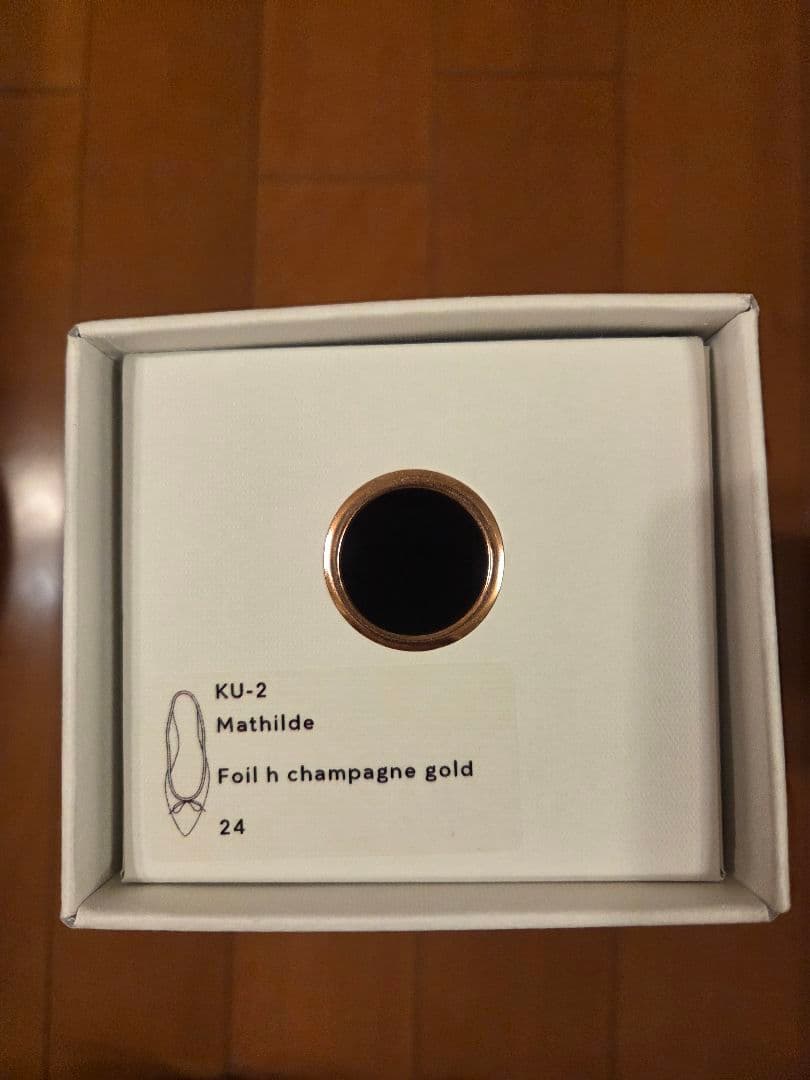 KU-2
Mathilde
Foil h champagne gold
24